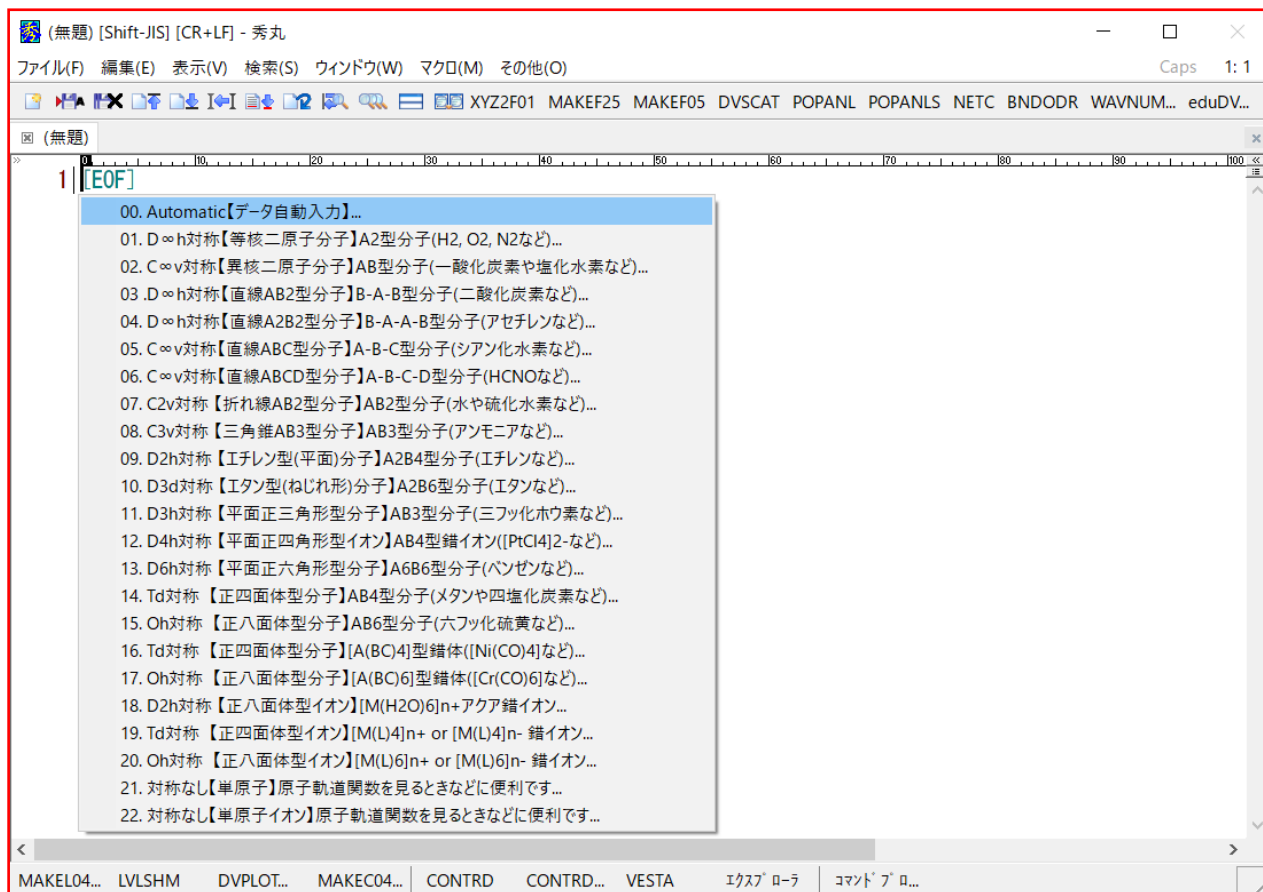 (無題) [Shift-JIS] [CR+LF] - 秀丸
ファイル(F) 編集(E) 表示(V) 検索(S) ウィンドウ(W) マクロ(M) その他(O) Caps 1: 1
XYZ2F01 MAKEF25 MAKEF05 DVSCAT POPANL POPANLS NETC BNDODR WAVNUM... eduDV...
(無題)
0 10 20 30 40 50 60 70 80 90 100
1 [EOF]
00. Automatic【データ自動入力】...
01. D∞h対称【等核二原子分子】A2型分子(H2, O2, N2など)...
02. C∞v対称【異核二原子分子】AB型分子(一酸化炭素や塩化水素など)...
03 .D∞h対称【直線AB2型分子】B-A-B型分子(二酸化炭素など)...
04. D∞h対称【直線A2B2型分子】B-A-A-B型分子(アセチレンなど)...
05. C∞v対称【直線ABC型分子】A-B-C型分子(シアン化水素など)...
06. C∞v対称【直線ABCD型分子】A-B-C-D型分子(HCNOなど)...
07. C2v対称 【折れ線AB2型分子】AB2型分子(水や硫化水素など)...
08. C3v対称 【三角錐AB3型分子】AB3型分子(アンモニアなど)...
09. D2h対称 【エチレン型(平面)分子】A2B4型分子(エチレンなど)...
10. D3d対称 【エタン型(ねじれ形)分子】A2B6型分子(エタンなど)...
11. D3h対称 【平面正三角形型分子】AB3型分子(三フッ化ホウ素など)...
12. D4h対称 【平面正四角形型イオン】AB4型錯イオン([PtCl4]2-など)...
13. D6h対称 【平面正六角形型分子】A6B6型分子(ベンゼンなど)...
14. Td対称 【正四面体型分子】AB4型分子(メタンや四塩化炭素など)...
15. Oh対称 【正八面体型分子】AB6型分子(六フッ化硫黄など)...
16. Td対称 【正四面体型分子】[A(BC)4]型錯体([Ni(CO)4]など)...
17. Oh対称 【正八面体型分子】[A(BC)6]型錯体([Cr(CO)6]など)...
18. D2h対称 【正八面体型イオン】[M(H2O)6]n+アクア錯イオン...
19. Td対称 【正四面体型イオン】[M(L)4]n+ or [M(L)4]n- 錯イオン...
20. Oh対称 【正八面体型イオン】[M(L)6]n+ or [M(L)6]n- 錯イオン...
21. 対称なし【単原子】原子軌道関数を見るときなどに便利です...
22. 対称なし【単原子イオン】原子軌道関数を見るときなどに便利です...
MAKEL04... LVLSHM DVPLOT... MAKEC04... CONTRD CONTRD... VESTA ｴｸｽﾌﾟﾛｰﾗ ｺﾏﾝﾄﾞﾌﾟﾛ...